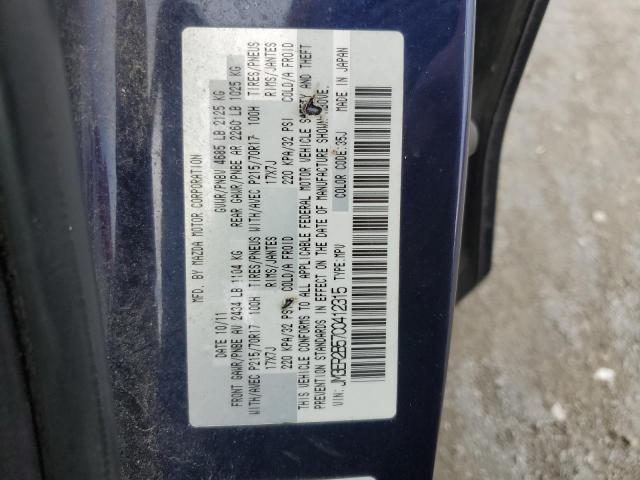 MFD. BY MAZDA MOTOR CORPORATION
DATE 10/11 GVWR/PNBV 4685 LB 2125 KG
FRONT GAWR/PNBE AV 2434 LB 1104 KG REAR GAWR/PNBE AR 2260 LB 1025 KG
WITH/AVEC P215/70R17 100H TIRES/PNEUS WITH/AVEC P215/70R17 100H TIRES/PNEUS
17X7J RIMS/JANTES 17X7J RIMS/JANTES
220 KPA/32 PSI COLD/A FROID 220 KPA/32 PSI COLD/A FROID
THIS VEHICLE CONFORMS TO ALL APPLICABLE FEDERAL MOTOR VEHICLE SAFETY AND THEFT
PREVENTION STANDARDS IN EFFECT ON THE DATE OF MANUFACTURE SHOWN ABOVE.
VIN: JM3ER2B57C0412315 TYPE:MPV COLOR CODE:35J MADE IN JAPAN